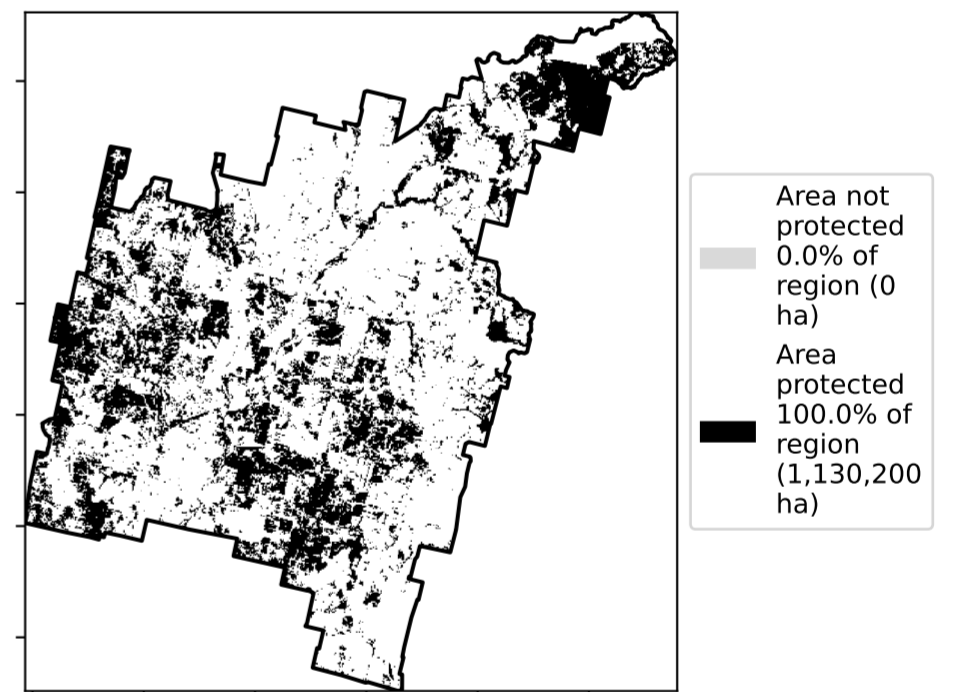 Area not
protected
0.0% of
region (0
ha)
Area
protected
100.0% of
region
(1,130,200
ha)